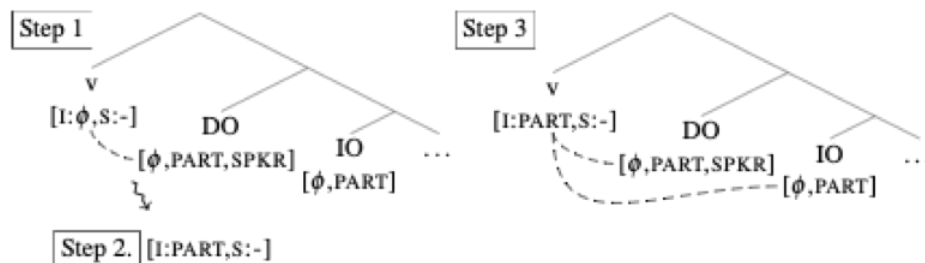 Step 1
v
[I:ϕ,S:-]
DO
[ϕ,PART,SPKR]
IO
[ϕ,PART]
...
Step 2. [I:PART,S:-]
Step 3
v
[I:PART,S:-]
DO
[ϕ,PART,SPKR]
IO
[ϕ,PART]
..